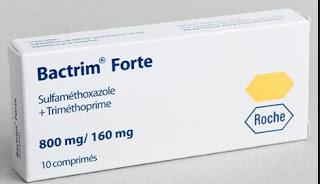 Bactrim® Forte
Sulfaméthoxazole
+ Triméthoprime
800 mg/ 160 mg
10 comprimés
Roche